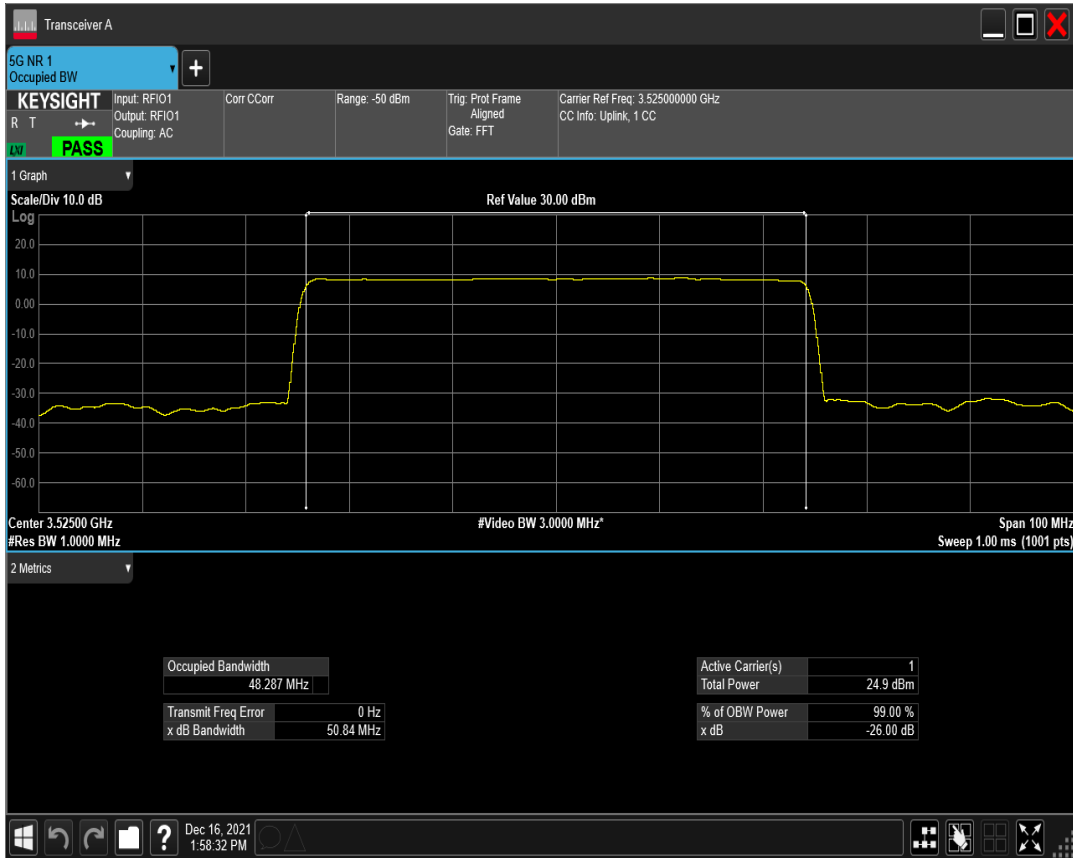 Transceiver A
5G NR 1
Occupied BW
+
KEYSIGHT
R T
LXI
PASS
Input: RFIO1
Output: RFIO1
Coupling: AC
Corr CCorr
Range: -50 dBm
Trig: Prot Frame
Aligned
Gate: FFT
Carrier Ref Freq: 3.525000000 GHz
CC Info: Uplink, 1 CC
1 Graph
Scale/Div 10.0 dB
Ref Value 30.00 dBm
Log
20.0
10.0
0.00
-10.0
-20.0
-30.0
-40.0
-50.0
-60.0
Center 3.52500 GHz
#Video BW 3.0000 MHz*
Span 100 MHz
#Res BW 1.0000 MHz
Sweep 1.00 ms (1001 pts)
2 Metrics
Occupied Bandwidth
48.287 MHz
Transmit Freq Error 0 Hz
x dB Bandwidth 50.84 MHz
Active Carrier(s) 1
Total Power 24.9 dBm
% of OBW Power 99.00 %
x dB -26.00 dB
?
Dec 16, 2021
1:58:32 PM